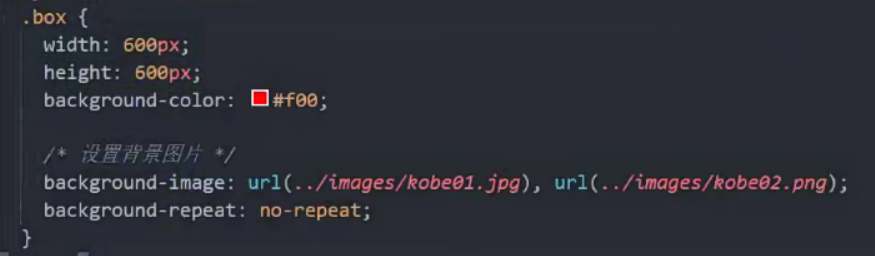 .box {
width: 600px;
height: 600px;
background-color: #f00;
/* 设置背景图片 */
background-image: url(../images/kobe01.jpg), url(../images/kobe02.png);
background-repeat: no-repeat;
}